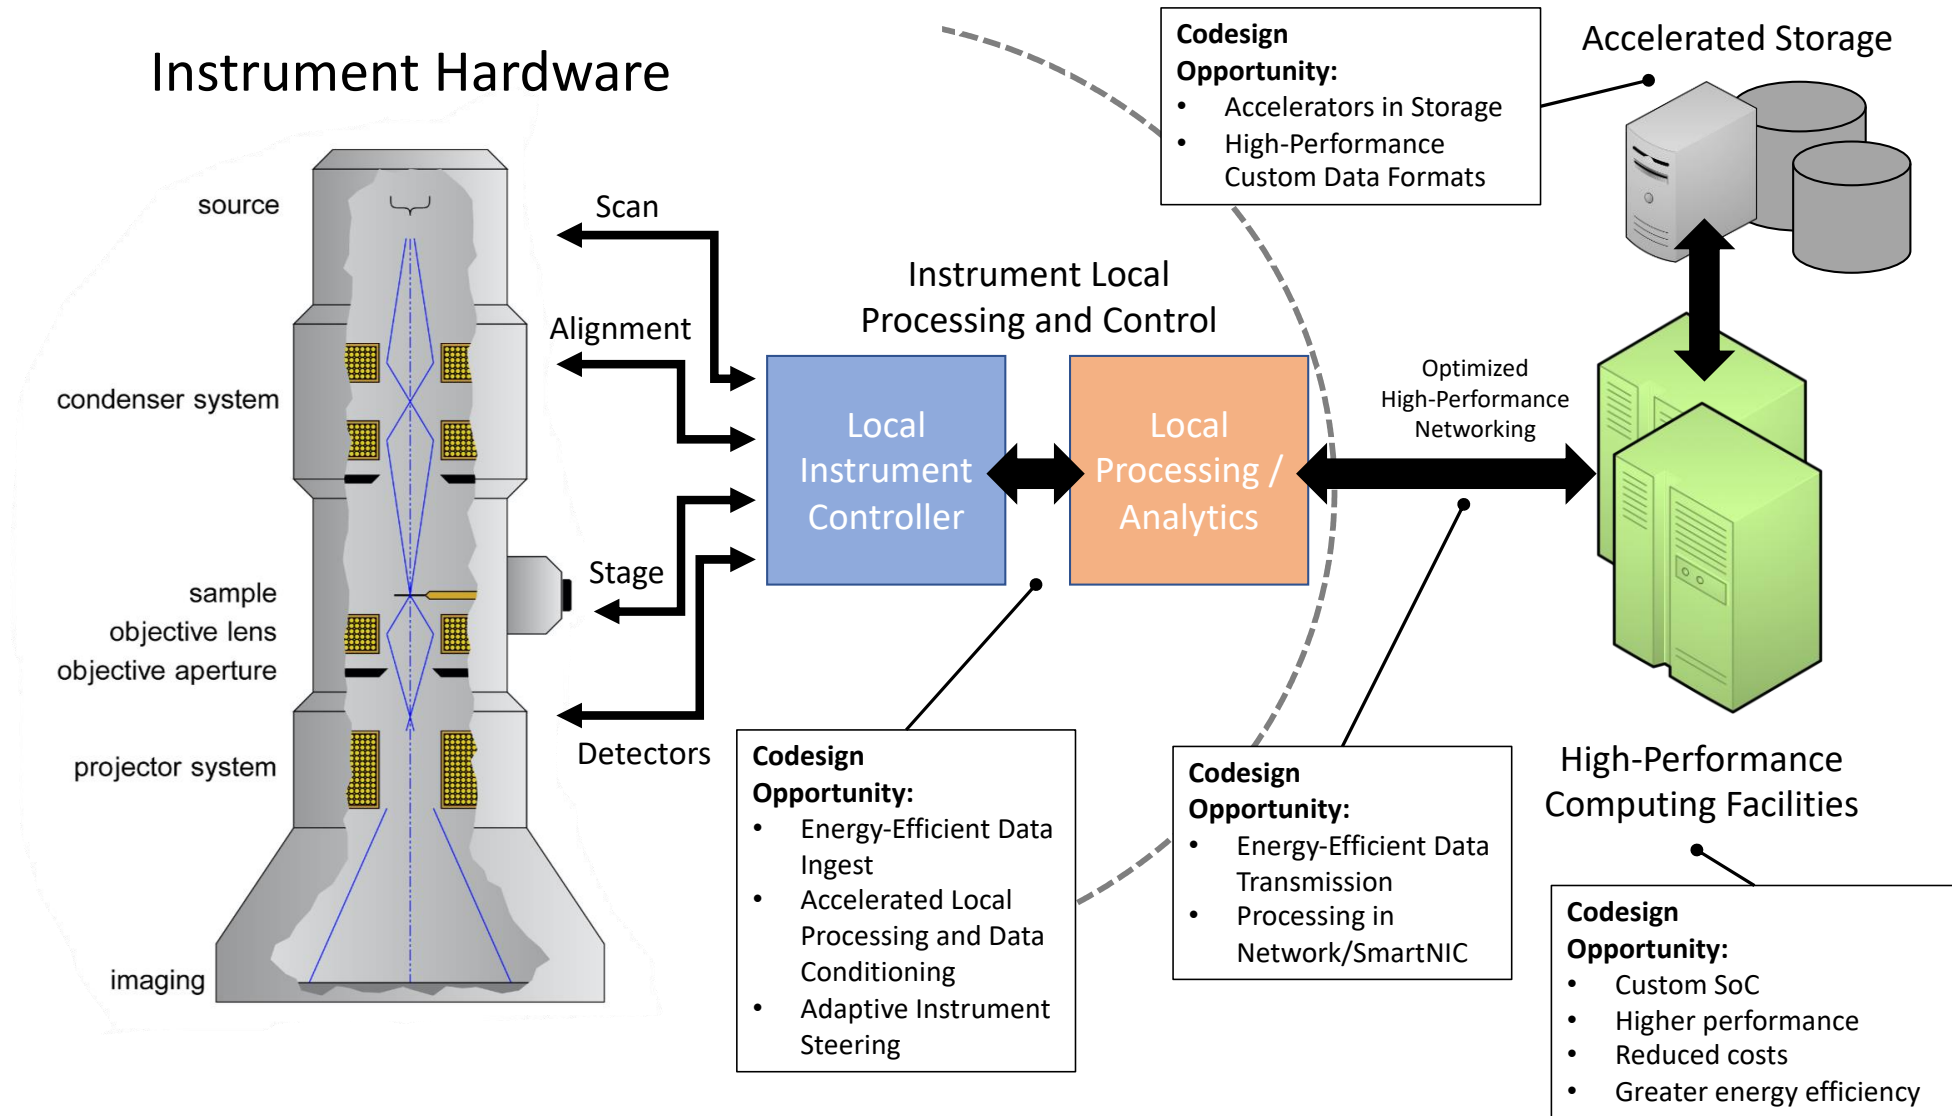 Instrument Hardware
source
condenser system
sample
objective lens
objective aperture
projector system
imaging
Scan
Alignment
Stage
Detectors
Instrument Local
Processing and Control
Local
Instrument
Controller
Local
Processing /
Analytics
Optimized
High-Performance
Networking
Codesign
Opportunity:
• Accelerators in Storage
• High-Performance
Custom Data Formats
Accelerated Storage
High-Performance
Computing Facilities
Codesign
Opportunity:
• Energy-Efficient Data
Ingest
• Accelerated Local
Processing and Data
Conditioning
• Adaptive Instrument
Steering
Codesign
Opportunity:
• Energy-Efficient Data
Transmission
• Processing in
Network/SmartNIC
Codesign
Opportunity:
• Custom SoC
• Higher performance
• Reduced costs
• Greater energy efficiency